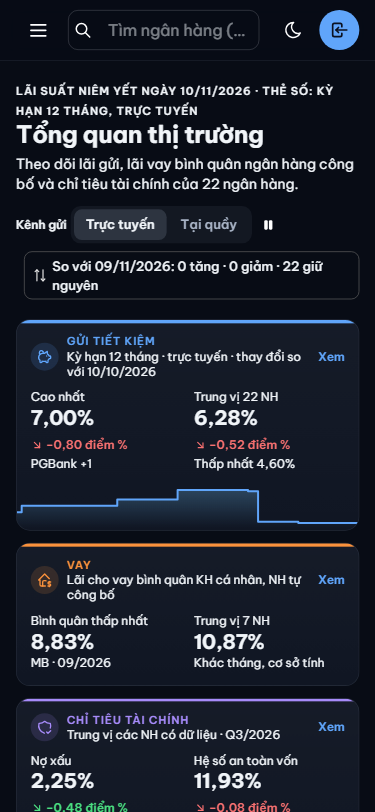 Tìm ngân hàng (...
LÃI SUẤT NIÊM YẾT NGÀY 10/11/2026 · THẺ SỐ: KỲ
HẠN 12 THÁNG, TRỰC TUYẾN
Tổng quan thị trường
Theo dõi lãi gửi, lãi vay bình quân ngân hàng công
bố và chỉ tiêu tài chính của 22 ngân hàng.
Kênh gửi Trực tuyến Tại quầy
So với 09/11/2026: 0 tăng · 0 giảm · 22 giữ
nguyên
GỬI TIẾT KIỆM
Kỳ hạn 12 tháng · trực tuyến · thay đổi so Xem
với 10/10/2026
Cao nhất Trung vị 22 NH
7,00% 6,28%
↘ −0,80 điểm % ↘ −0,52 điểm %
PGBank +1 Thấp nhất 4,60%
VAY
Lãi cho vay bình quân KH cá nhân, NH tự Xem
công bố
Bình quân thấp nhất Trung vị 7 NH
8,83% 10,87%
MB · 09/2026 Khác tháng, cơ sở tính
CHỈ TIÊU TÀI CHÍNH
Trung vị các NH có dữ liệu · Q3/2026 Xem
Nợ xấu Hệ số an toàn vốn
2,25% 11,93%
↘ −0,48 điểm % ↘ −0,08 điểm %